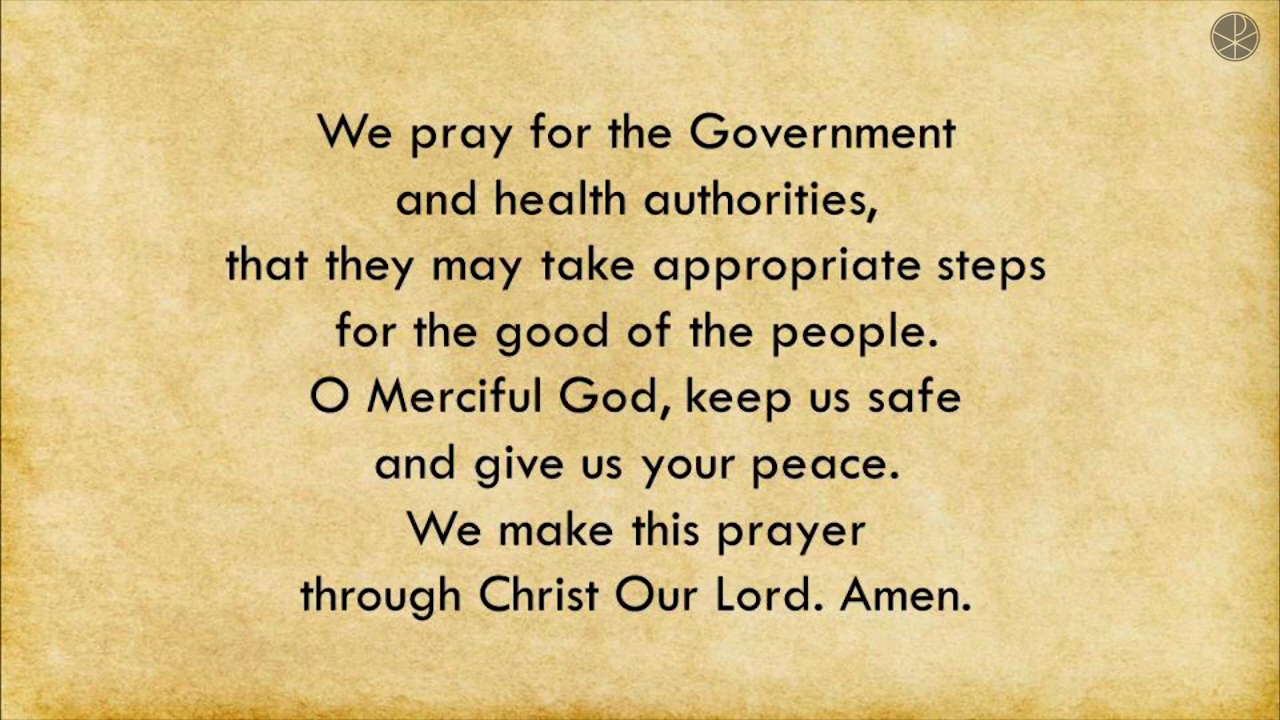 We pray for the Government
and health authorities,
that they may take appropriate steps
for the good of the people.
O Merciful God, keep us safe
and give us your peace.
We make this prayer
through Christ Our Lord. Amen.